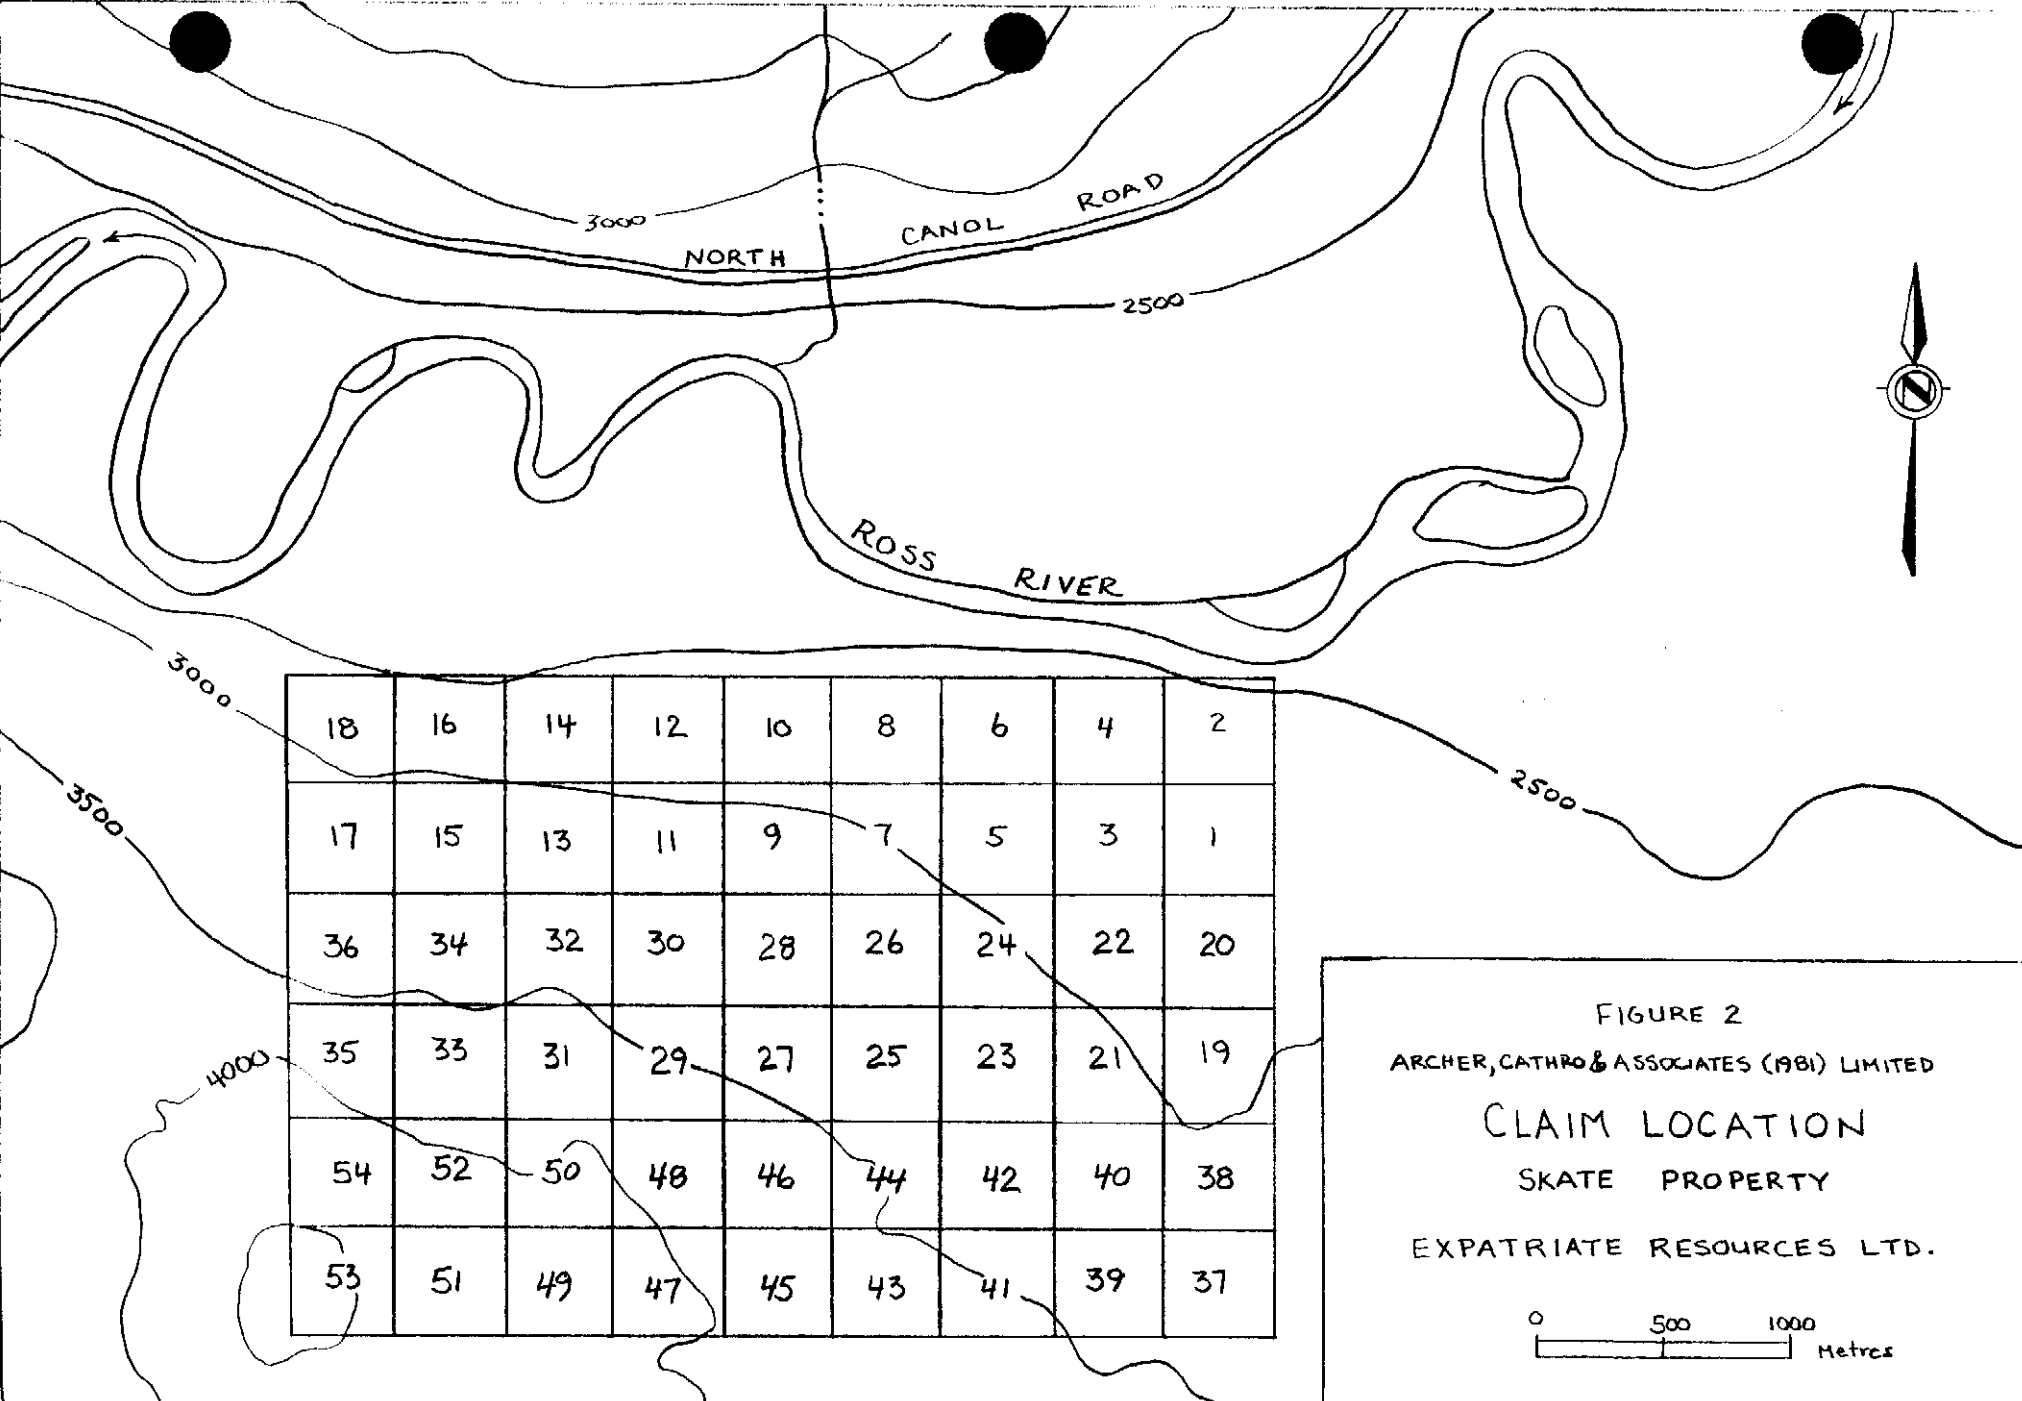 3000
NORTH CANOL ROAD
2500
N
ROSS RIVER
3000
3500
2500
4000
18 16 14 12 10 8 6 4 2
17 15 13 11 9 7 5 3 1
36 34 32 30 28 26 24 22 20
35 33 31 29 27 25 23 21 19
54 52 50 48 46 44 42 40 38
53 51 49 47 45 43 41 39 37
FIGURE 2
ARCHER, CATHRO & ASSOCIATES (1981) LIMITED
CLAIM LOCATION
SKATE PROPERTY
EXPATRIATE RESOURCES LTD.
0 500 1000
Metres